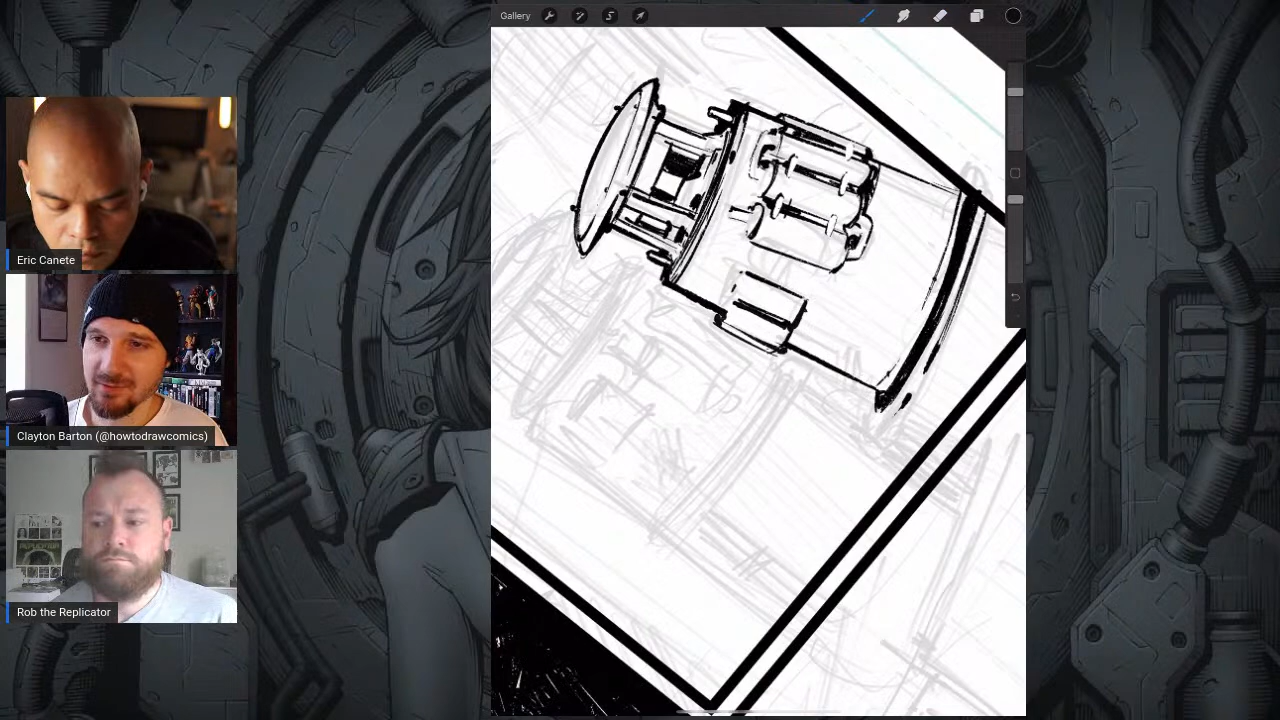 Gallery
Eric Canete
Clayton Barton (@howtodrawcomics)
Rob the Replicator